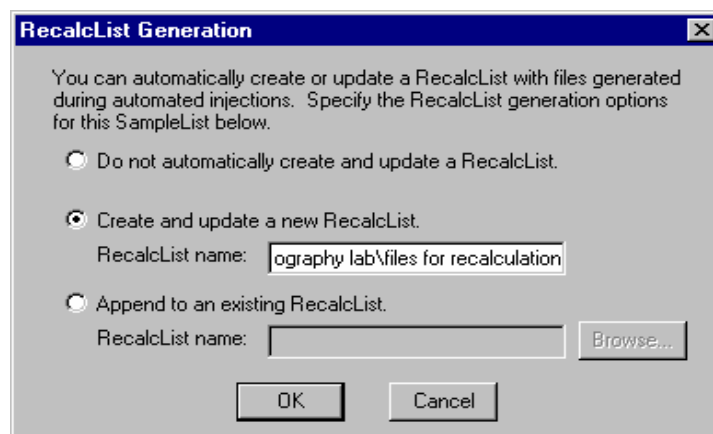 RecalcList Generation
You can automatically create or update a RecalcList with files generated
during automated injections.  Specify the RecalcList generation options
for this SampleList below.
Do not automatically create and update a RecalcList.
Create and update a new RecalcList.
RecalcList name: ography lab\files for recalculation
Append to an existing RecalcList.
RecalcList name: Browse...
OK Cancel